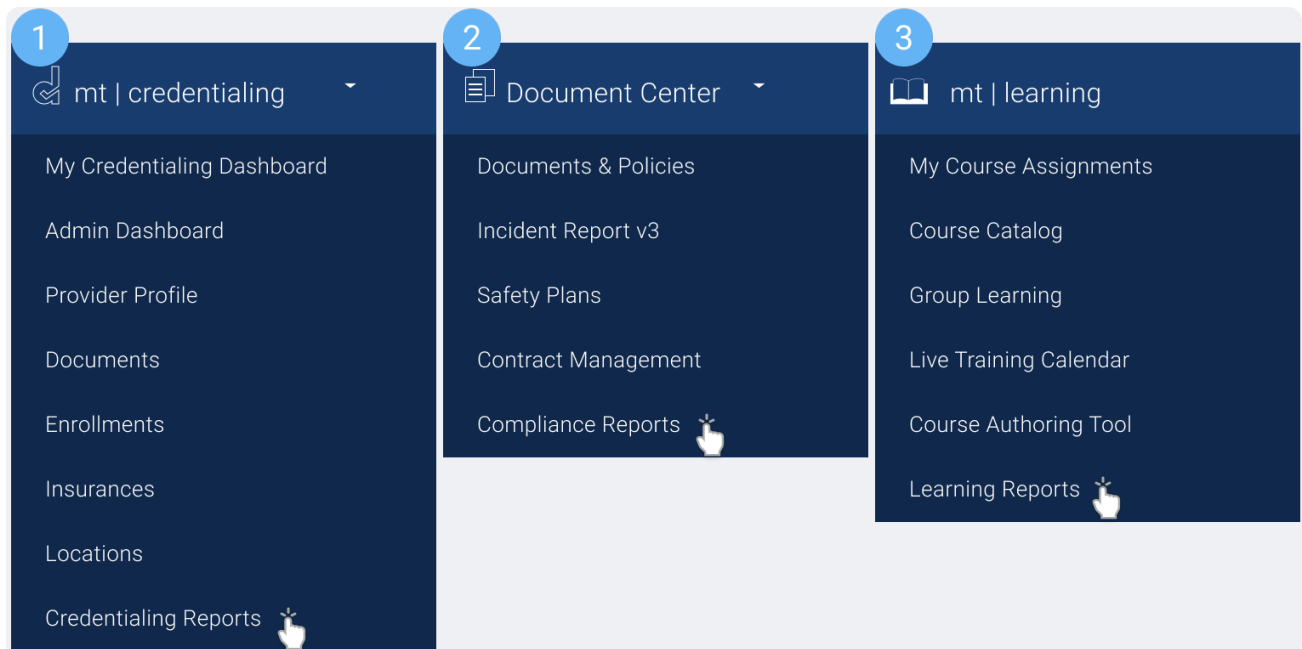 1
mt | credentialing
My Credentialing Dashboard
Admin Dashboard
Provider Profile
Documents
Enrollments
Insurances
Locations
Credentialing Reports
2
Document Center
Documents & Policies
Incident Report v3
Safety Plans
Contract Management
Compliance Reports
3
mt | learning
My Course Assignments
Course Catalog
Group Learning
Live Training Calendar
Course Authoring Tool
Learning Reports